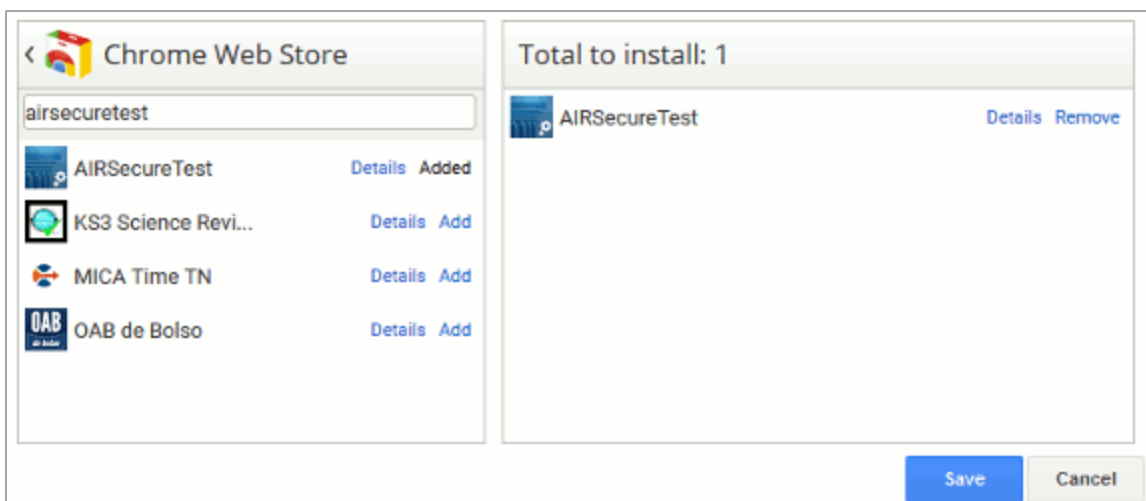 Chrome Web Store
airsecuretest
AIRSecureTest Details Added
KS3 Science Revi... Details Add
MICA Time TN Details Add
OAB de Bolso Details Add
Total to install: 1
AIRSecureTest Details Remove
Save Cancel